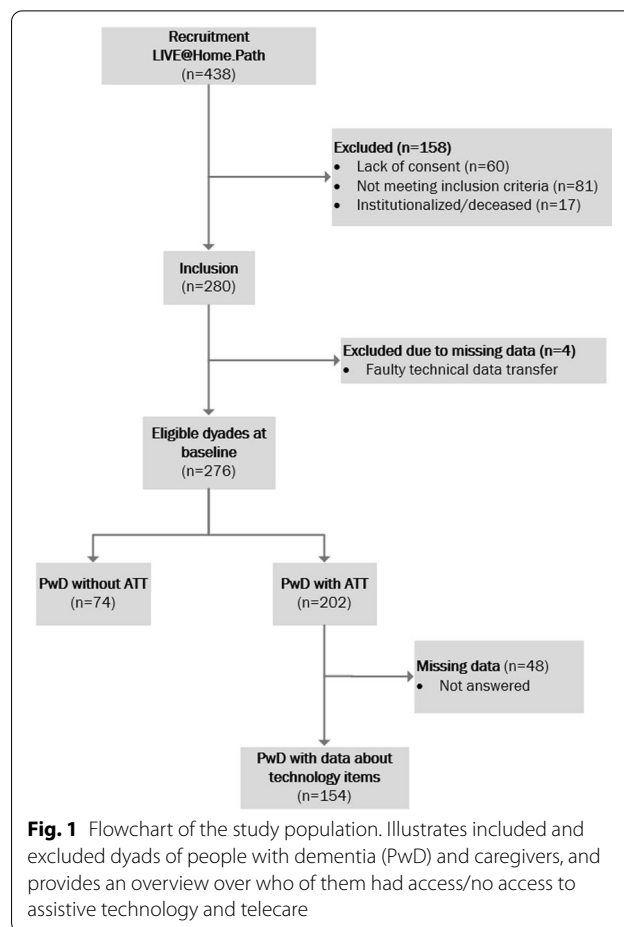 Recruitment
LIVE@Home.Path
(n=438)
Excluded (n=158)
• Lack of consent (n=60)
• Not meeting inclusion criteria (n=81)
• Institutionalized/deceased (n=17)
Inclusion
(n=280)
Excluded due to missing data (n=4)
• Faulty technical data transfer
Eligible dyades at
baseline
(n=276)
PwD without ATT
(n=74)
PwD with ATT
(n=202)
Missing data (n=48)
• Not answered
PwD with data about
technology items
(n=154)
Fig. 1 Flowchart of the study population. Illustrates included and
excluded dyads of people with dementia (PwD) and caregivers, and
provides an overview over who of them had access/no access to
assistive technology and telecare